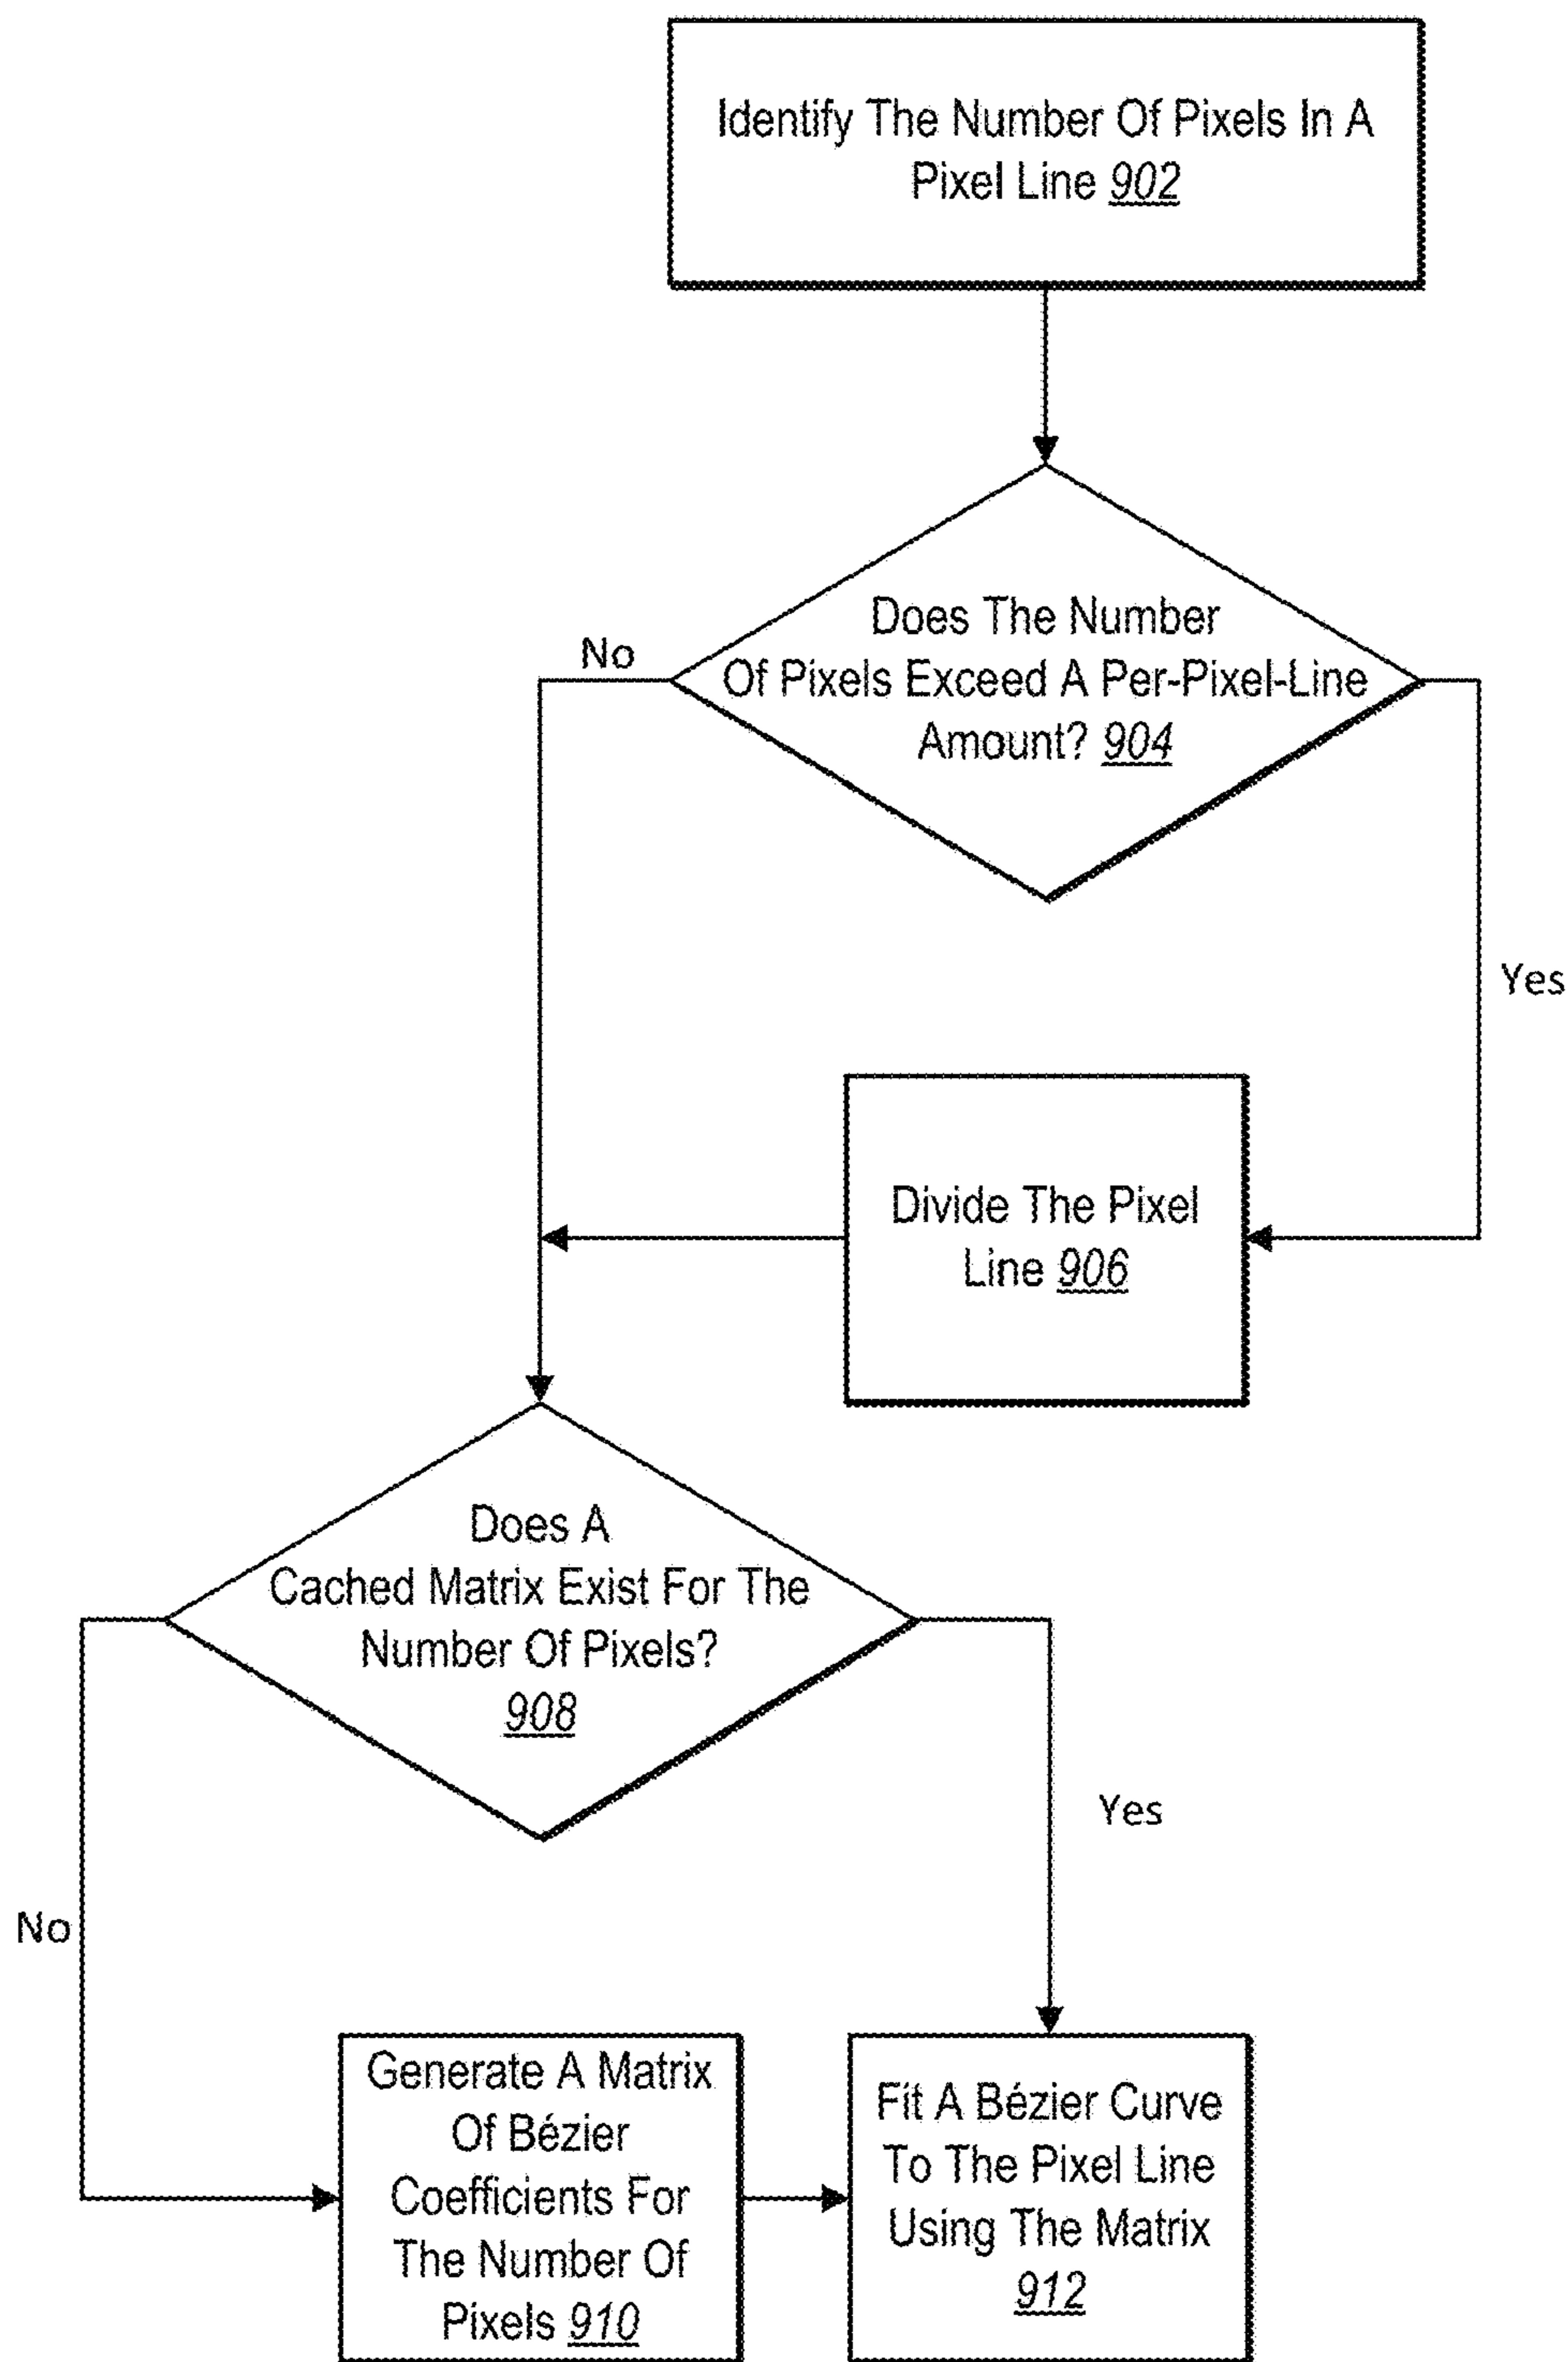 Identify The Number Of Pixels In A
Pixel Line 902
Does The Number
Of Pixels Exceed A Per-Pixel-Line
Amount? 904
No
Yes
Divide The Pixel
Line 906
Does A
Cached Matrix Exist For The
Number Of Pixels?
908
Yes
No
Generate A Matrix
Of Bézier
Coefficients For
The Number Of
Pixels 910
Fit A Bézier Curve
To The Pixel Line
Using The Matrix
912